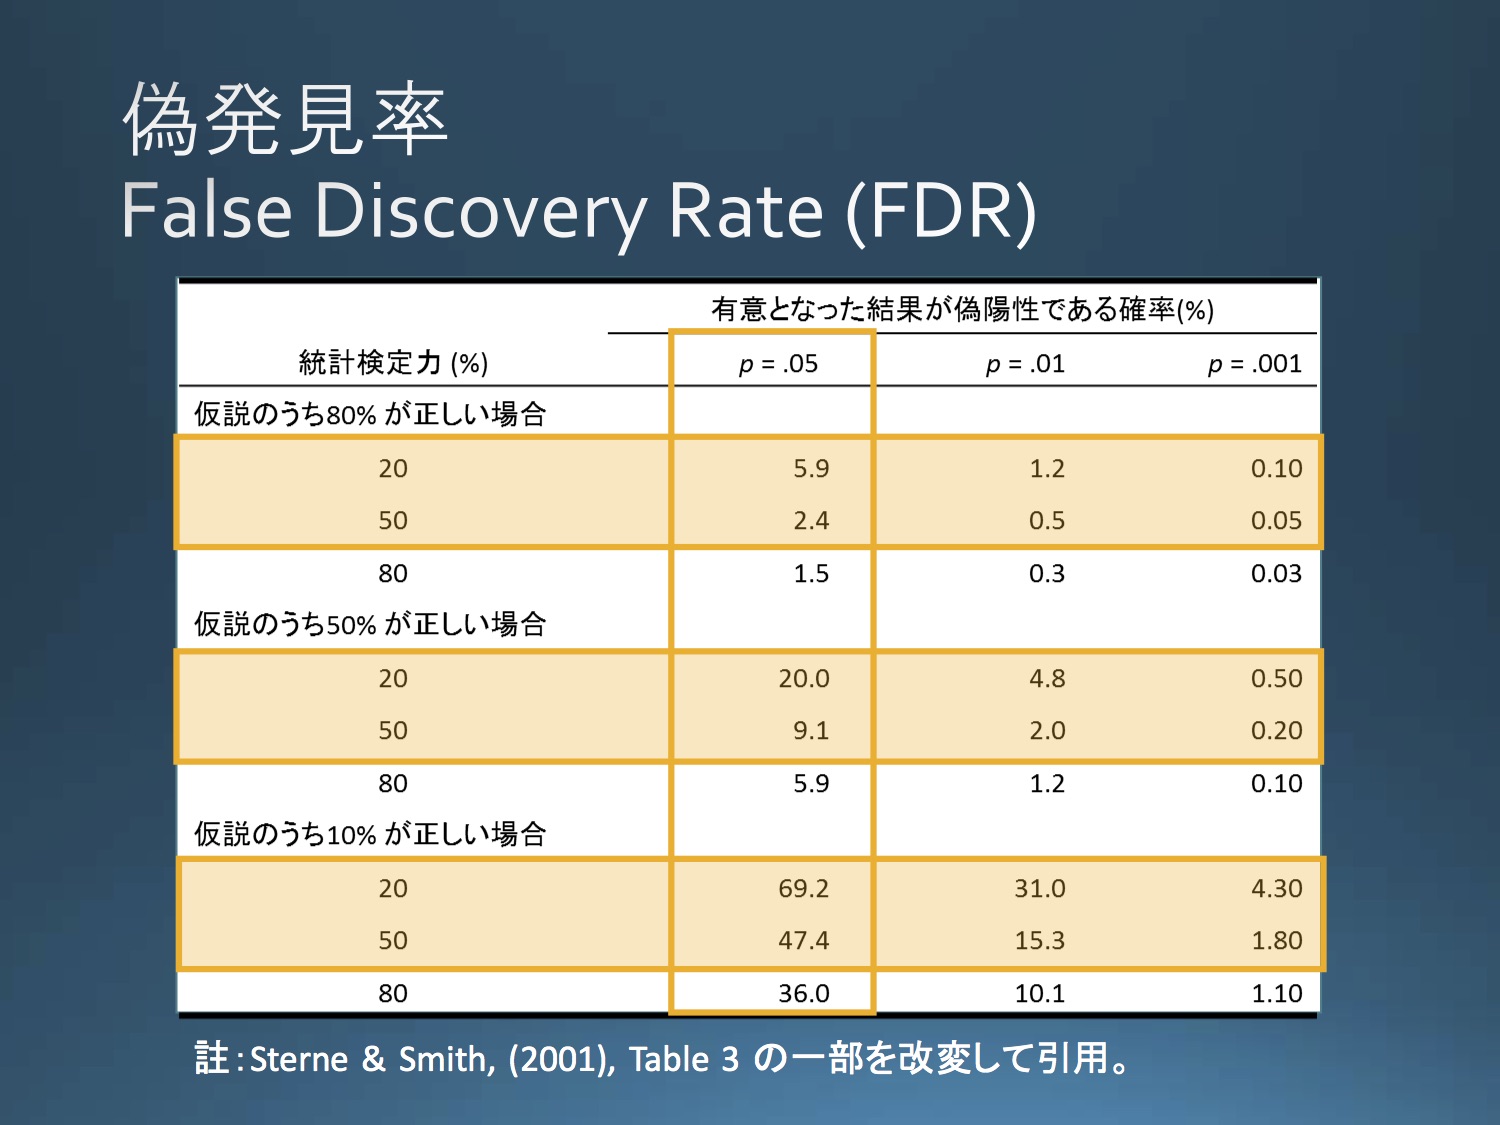 偽発見率
False Discovery Rate (FDR)
有意となった結果が偽陽性である確率(%)
統計検定力 (%) p = .05 p = .01 p = .001
仮説のうち80% が正しい場合
20 5.9 1.2 0.10
50 2.4 0.5 0.05
80 1.5 0.3 0.03
仮説のうち50% が正しい場合
20 20.0 4.8 0.50
50 9.1 2.0 0.20
80 5.9 1.2 0.10
仮説のうち10% が正しい場合
20 69.2 31.0 4.30
50 47.4 15.3 1.80
80 36.0 10.1 1.10
註：Sterne & Smith, (2001), Table 3 の一部を改変して引用。